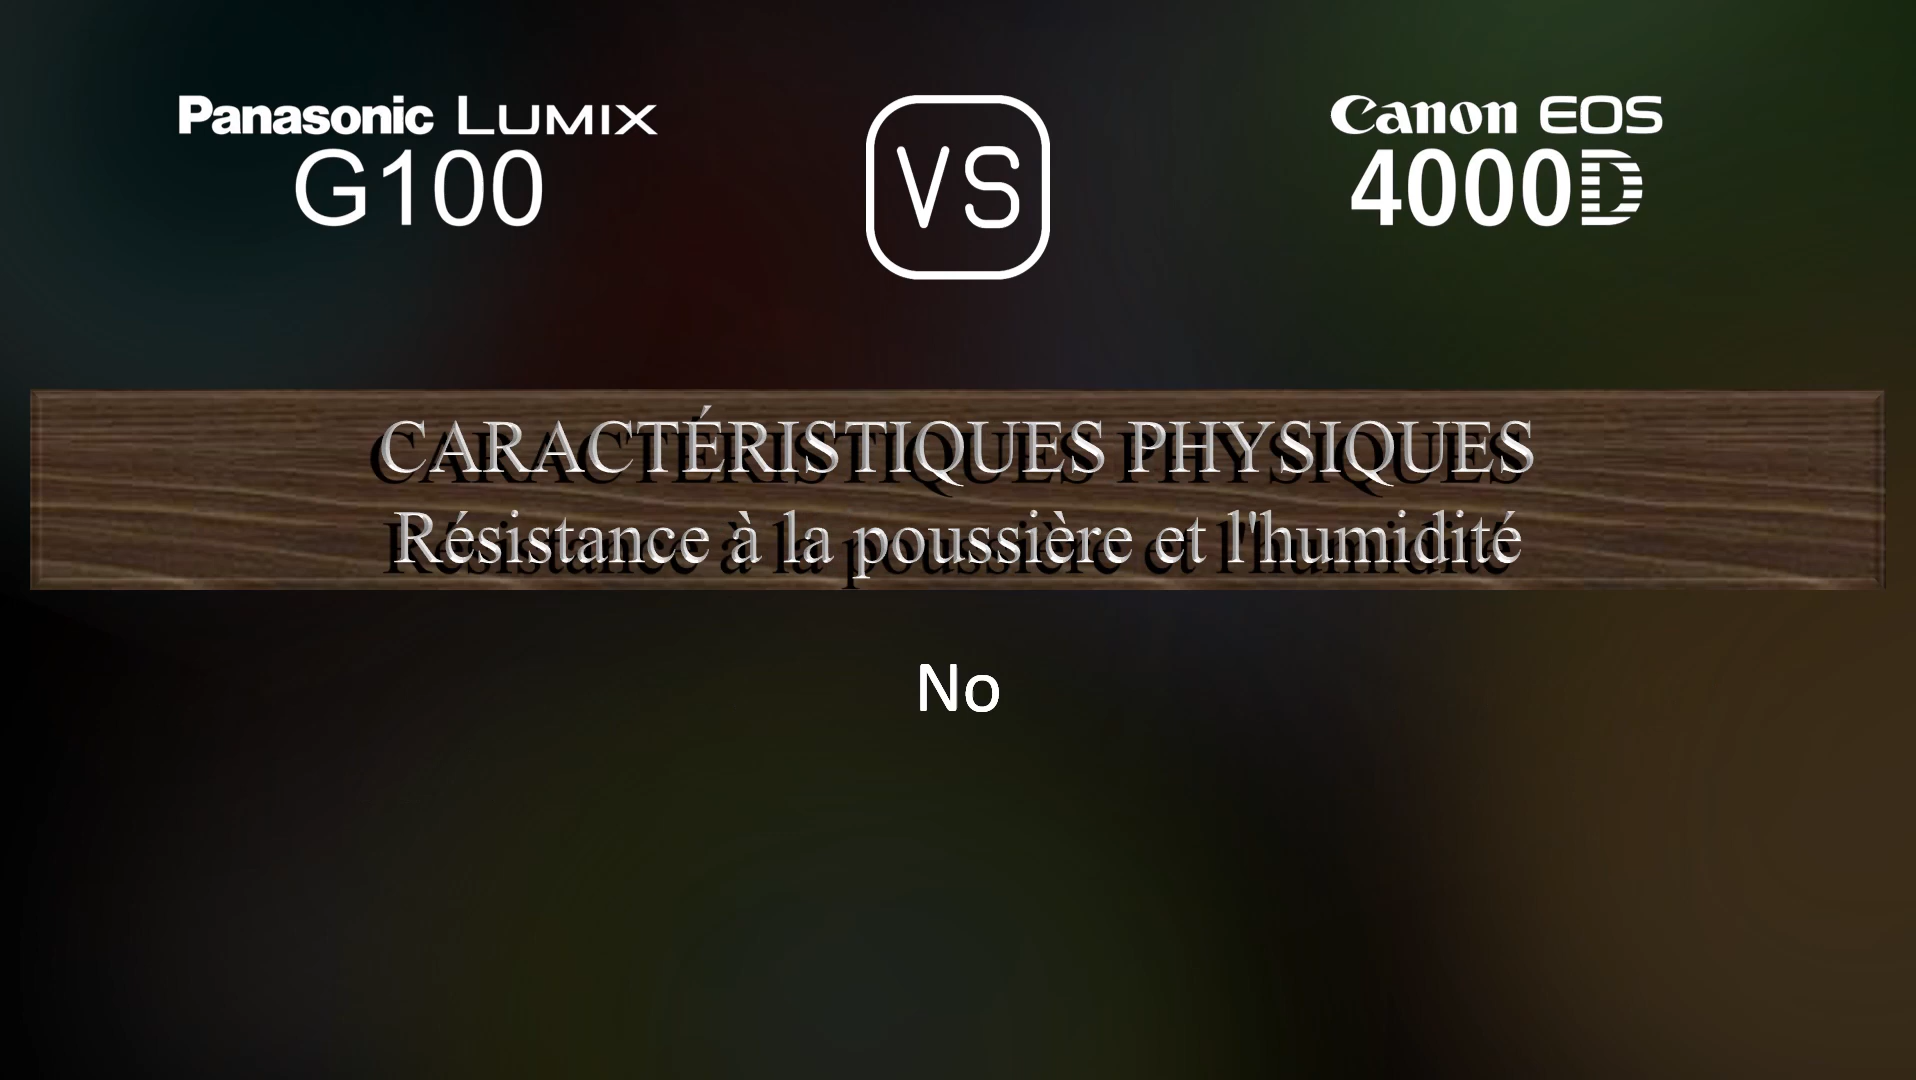 Panasonic LUMIX
G100
VS
Canon EOS
4000D
CARACTÉRISTIQUES PHYSIQUES
Résistance à la poussière et l'humidité
No